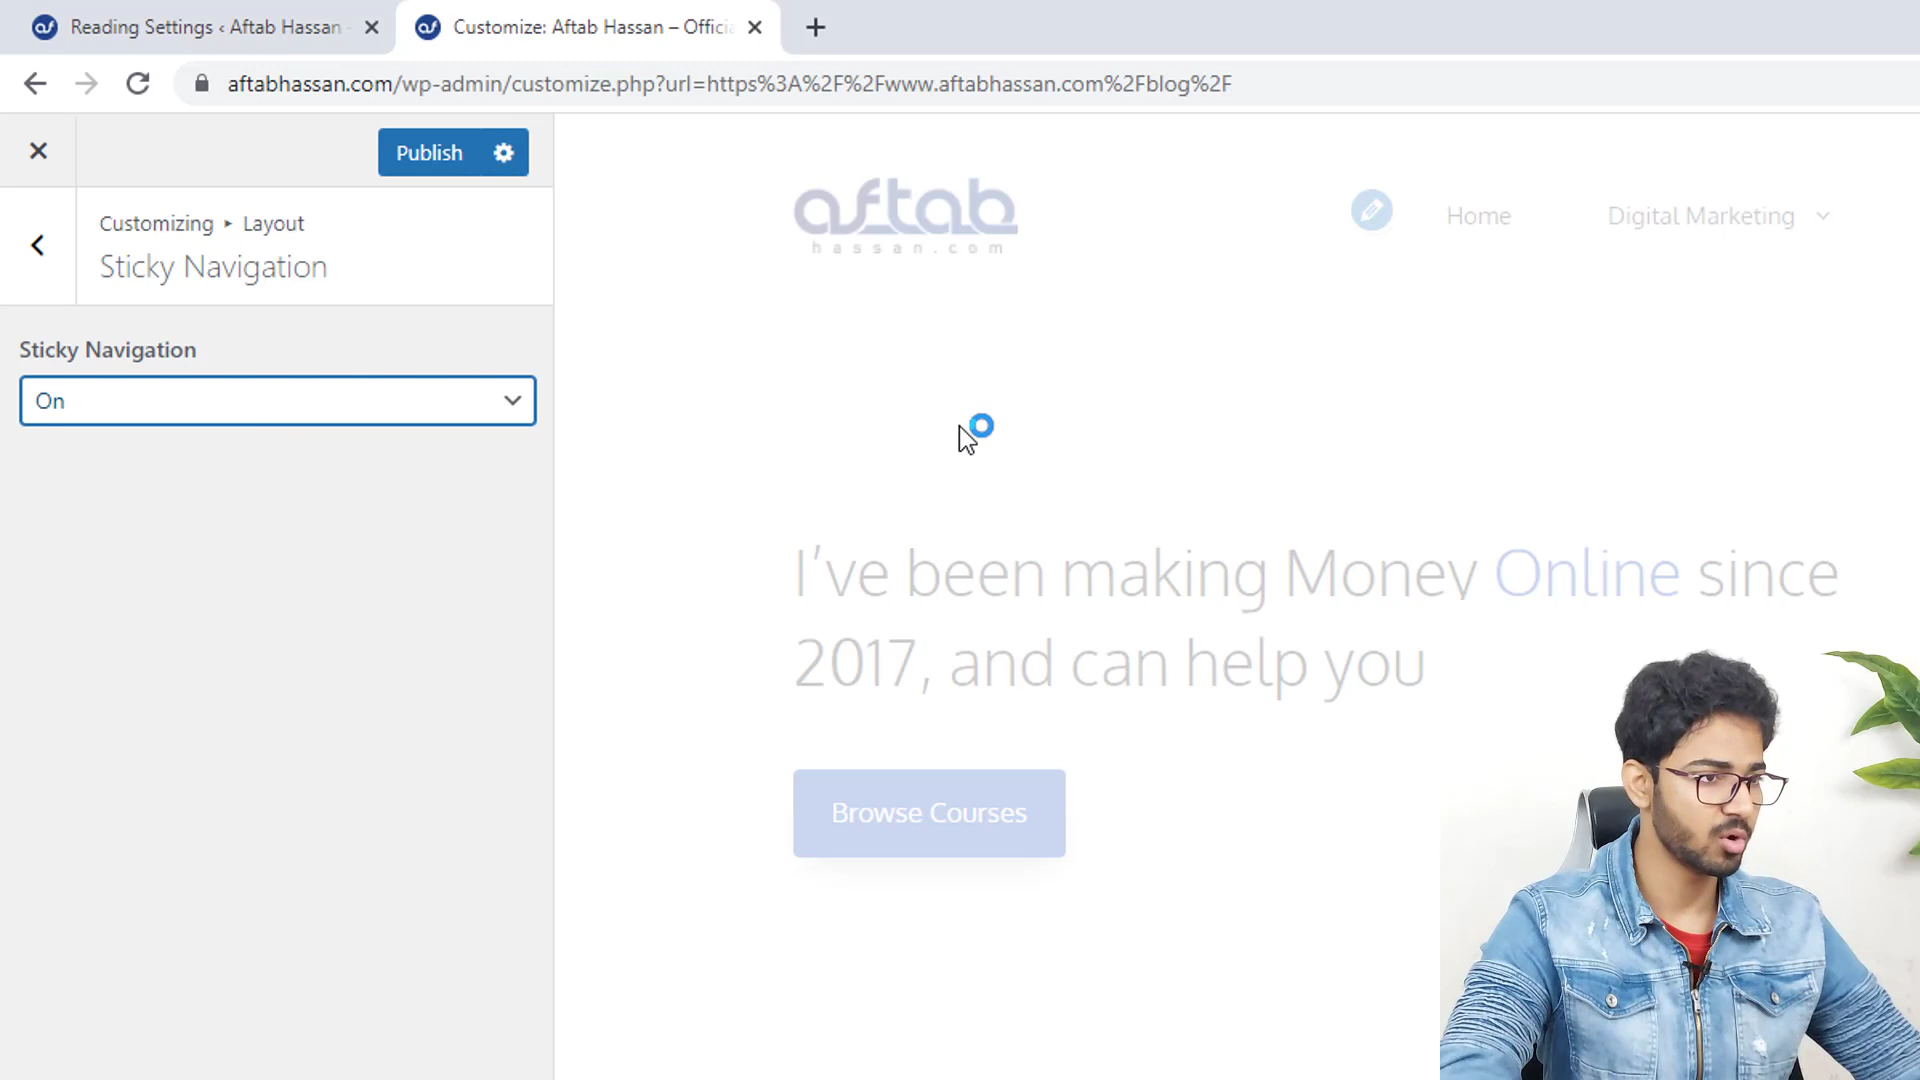 Reading Settings ‹ Aftab Hassan -
Customize: Aftab Hassan – Offici
aftabhassan.com/wp-admin/customize.php?url=https%3A%2F%2Fwww.aftabhassan.com%2Fblog%2F
Publish
Customizing ▸ Layout
Sticky Navigation
Sticky Navigation
On
aftab
hassan.com
Home
Digital Marketing
I've been making Money Online since
2017, and can help you
Browse Courses